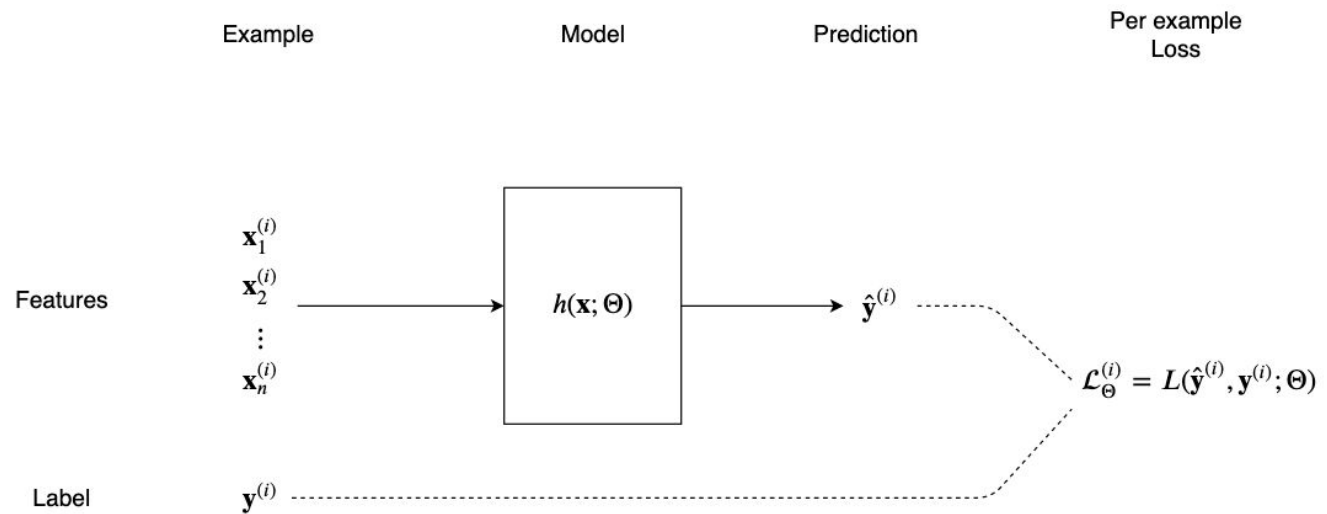 Example Model Prediction Per example
Loss
𝐱₁⁽ⁱ⁾
𝐱₂⁽ⁱ⁾
Features ⋮ h(𝐱; Θ) ŷ⁽ⁱ⁾
𝐱ₙ⁽ⁱ⁾
ℒ_Θ⁽ⁱ⁾ = L(ŷ⁽ⁱ⁾, 𝐲⁽ⁱ⁾; Θ)
Label 𝐲⁽ⁱ⁾